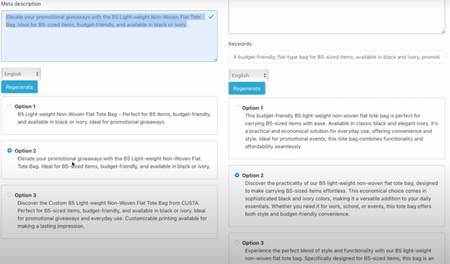 Meta description
Elevate your promotional giveaways with the B5 Light-weight Non-Woven Flat Tote
Bag. Ideal for B5-sized items, budget-friendly, and available in black or ivory.
English
Regenerate
Option 1
B5 Light-weight Non-Woven Flat Tote Bag - Perfect for B5 items, budget-friendly,
and available in black or ivory. Ideal for promotional giveaways.
Option 2
Elevate your promotional giveaways with the B5 Light-weight Non-Woven Flat
Tote Bag. Ideal for B5-sized items, budget-friendly, and available in black or ivory.
Option 3
Discover the Custom B5 Light-weight Non-Woven Flat Tote Bag from CUSTA.
Perfect for B5-sized items, budget-friendly, and available in black or ivory. Ideal
for promotional giveaways and everyday use. Customizable printing available for
making a lasting impression.
Keywords
A budget-friendly, flat-type bag for B5-sized items, available in black and ivory, promoti
English
Regenerate
Option 1
This budget-friendly B5 light-weight non-woven flat tote bag is perfect for
carrying B5-sized items with ease. Available in classic black and elegant ivory, it's
a practical and economical solution for everyday use, offering convenience and
style. Ideal for promotional events, this tote bag combines functionality and
affordability seamlessly.
Option 2
Discover the practicality of our B5 light-weight non-woven flat tote bag, designed
to make carrying B5-sized items effortless. This economical choice comes in
sophisticated black and ivory colors, making it a versatile addition to your daily
essentials. Whether you need it for work, school, or events, this tote bag offers
both style and budget-friendly convenience.
Option 3
Experience the perfect blend of style and functionality with our B5 light-weight
non-woven flat tote bag. Specifically designed for B5-sized items, this bag is an